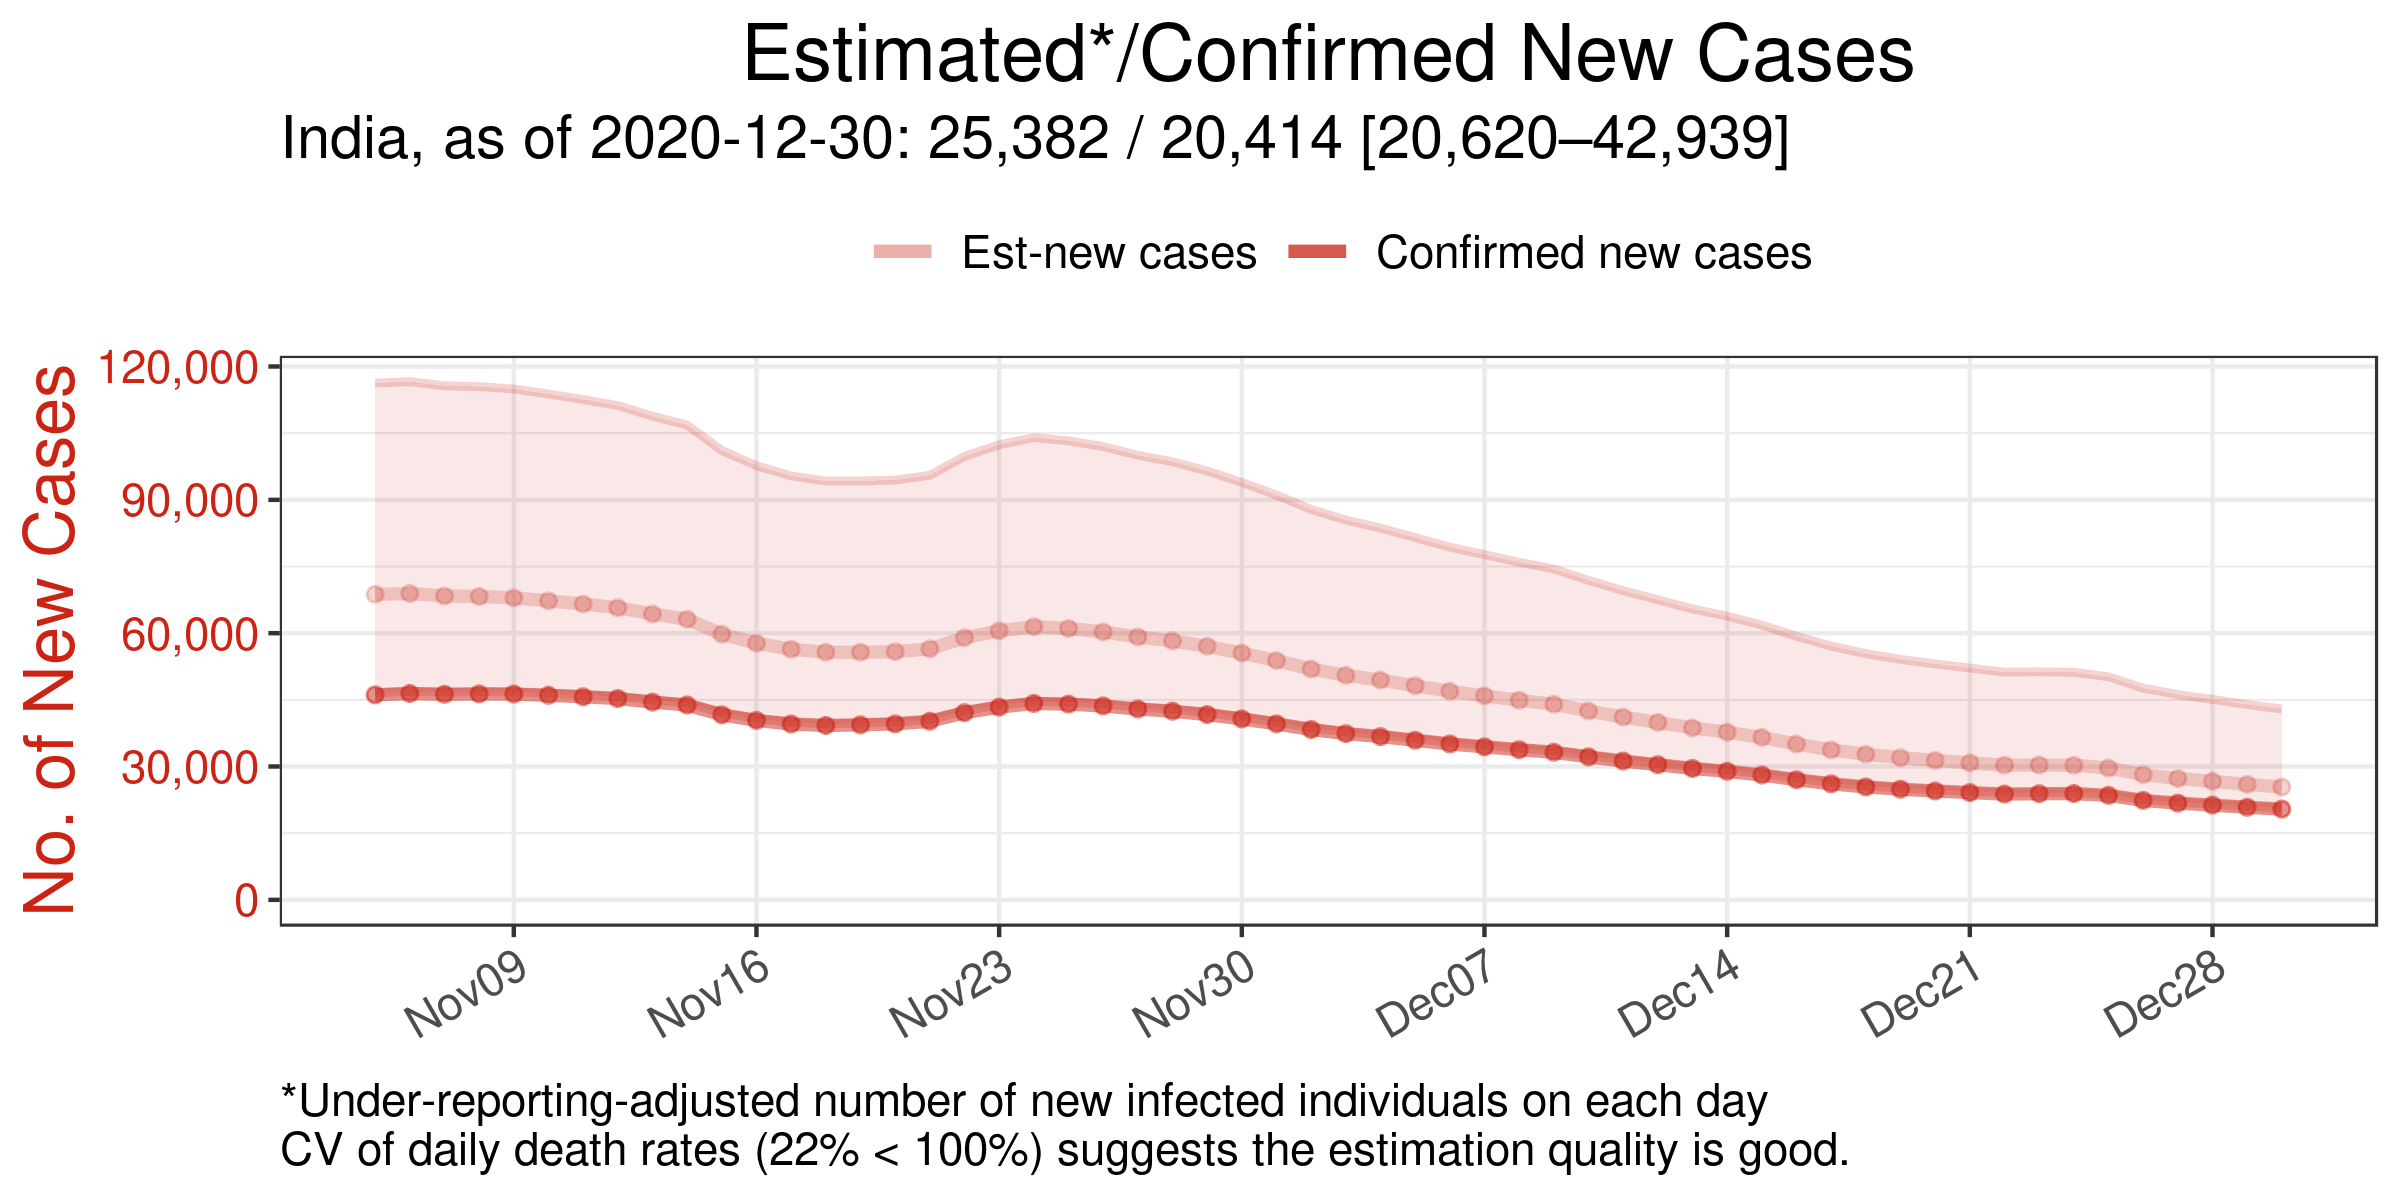 Estimated*/Confirmed New Cases
India, as of 2020-12-30: 25,382 / 20,414 [20,620–42,939]
Est-new cases Confirmed new cases
No. of New Cases
120,000
90,000
60,000
30,000
0
Nov09 Nov16 Nov23 Nov30 Dec07 Dec14 Dec21 Dec28
*Under-reporting-adjusted number of new infected individuals on each day
CV of daily death rates (22% < 100%) suggests the estimation quality is good.